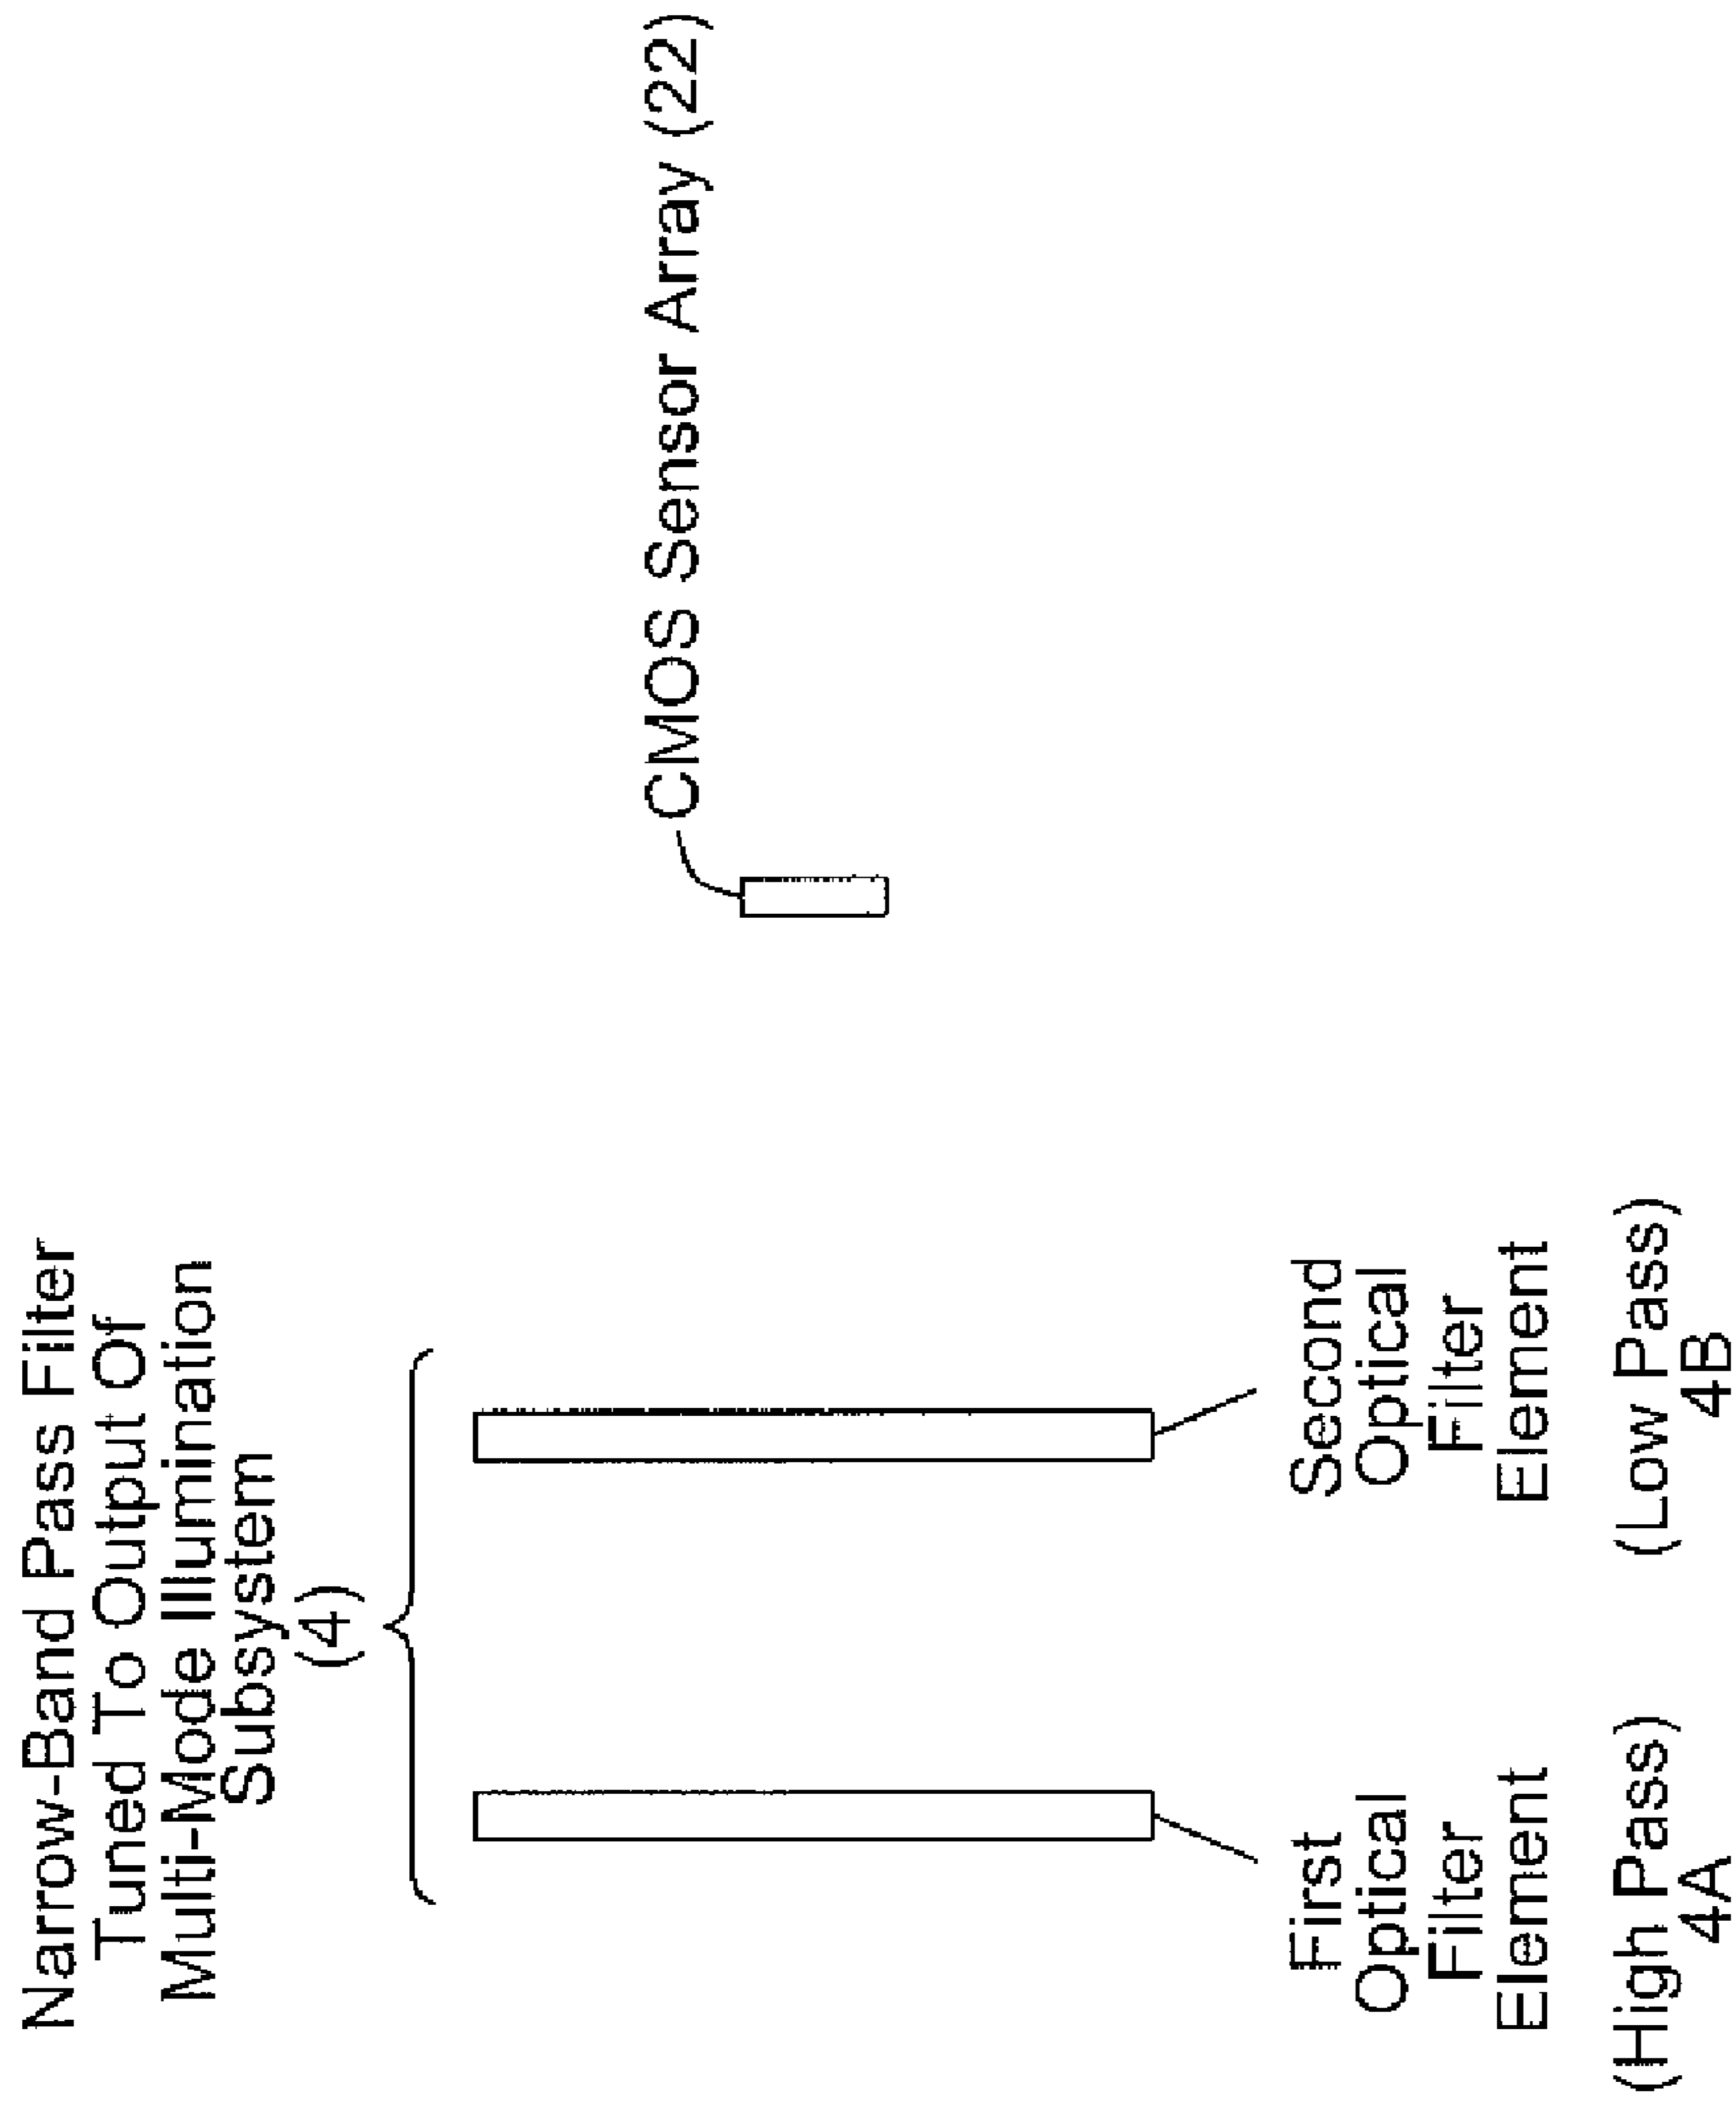 Narrow-Band Pass Filter
Tuned To Output Of
Multi-Mode Illumination
Subsystem
(4)
CMOS Sensor Array (22)
First
Optical
Filter
Element
(High Pass)
4A
Second
Optical
Filter
Element
(Low Pass)
4B